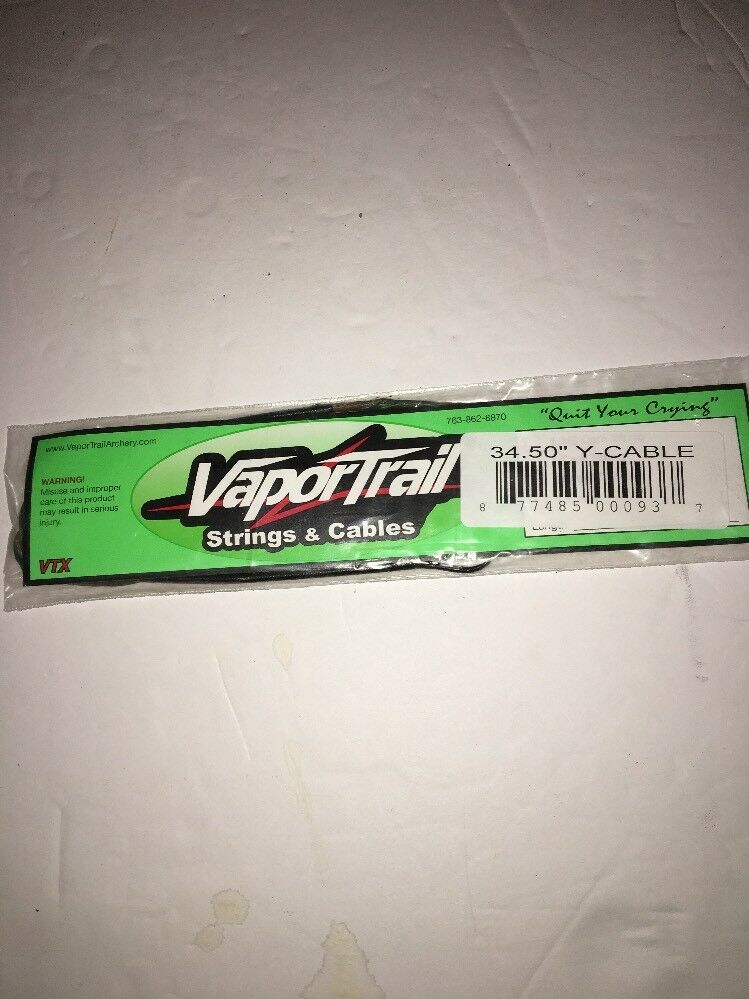 www.VaporTrailArchery.com
763-862-6970
"Quit Your Crying"
WARNING!
Misuse and improper
care of this product
may result in serious
injury.
VaporTrail
Strings & Cables
VTX
34.50" Y-CABLE
8 77485 00093 7